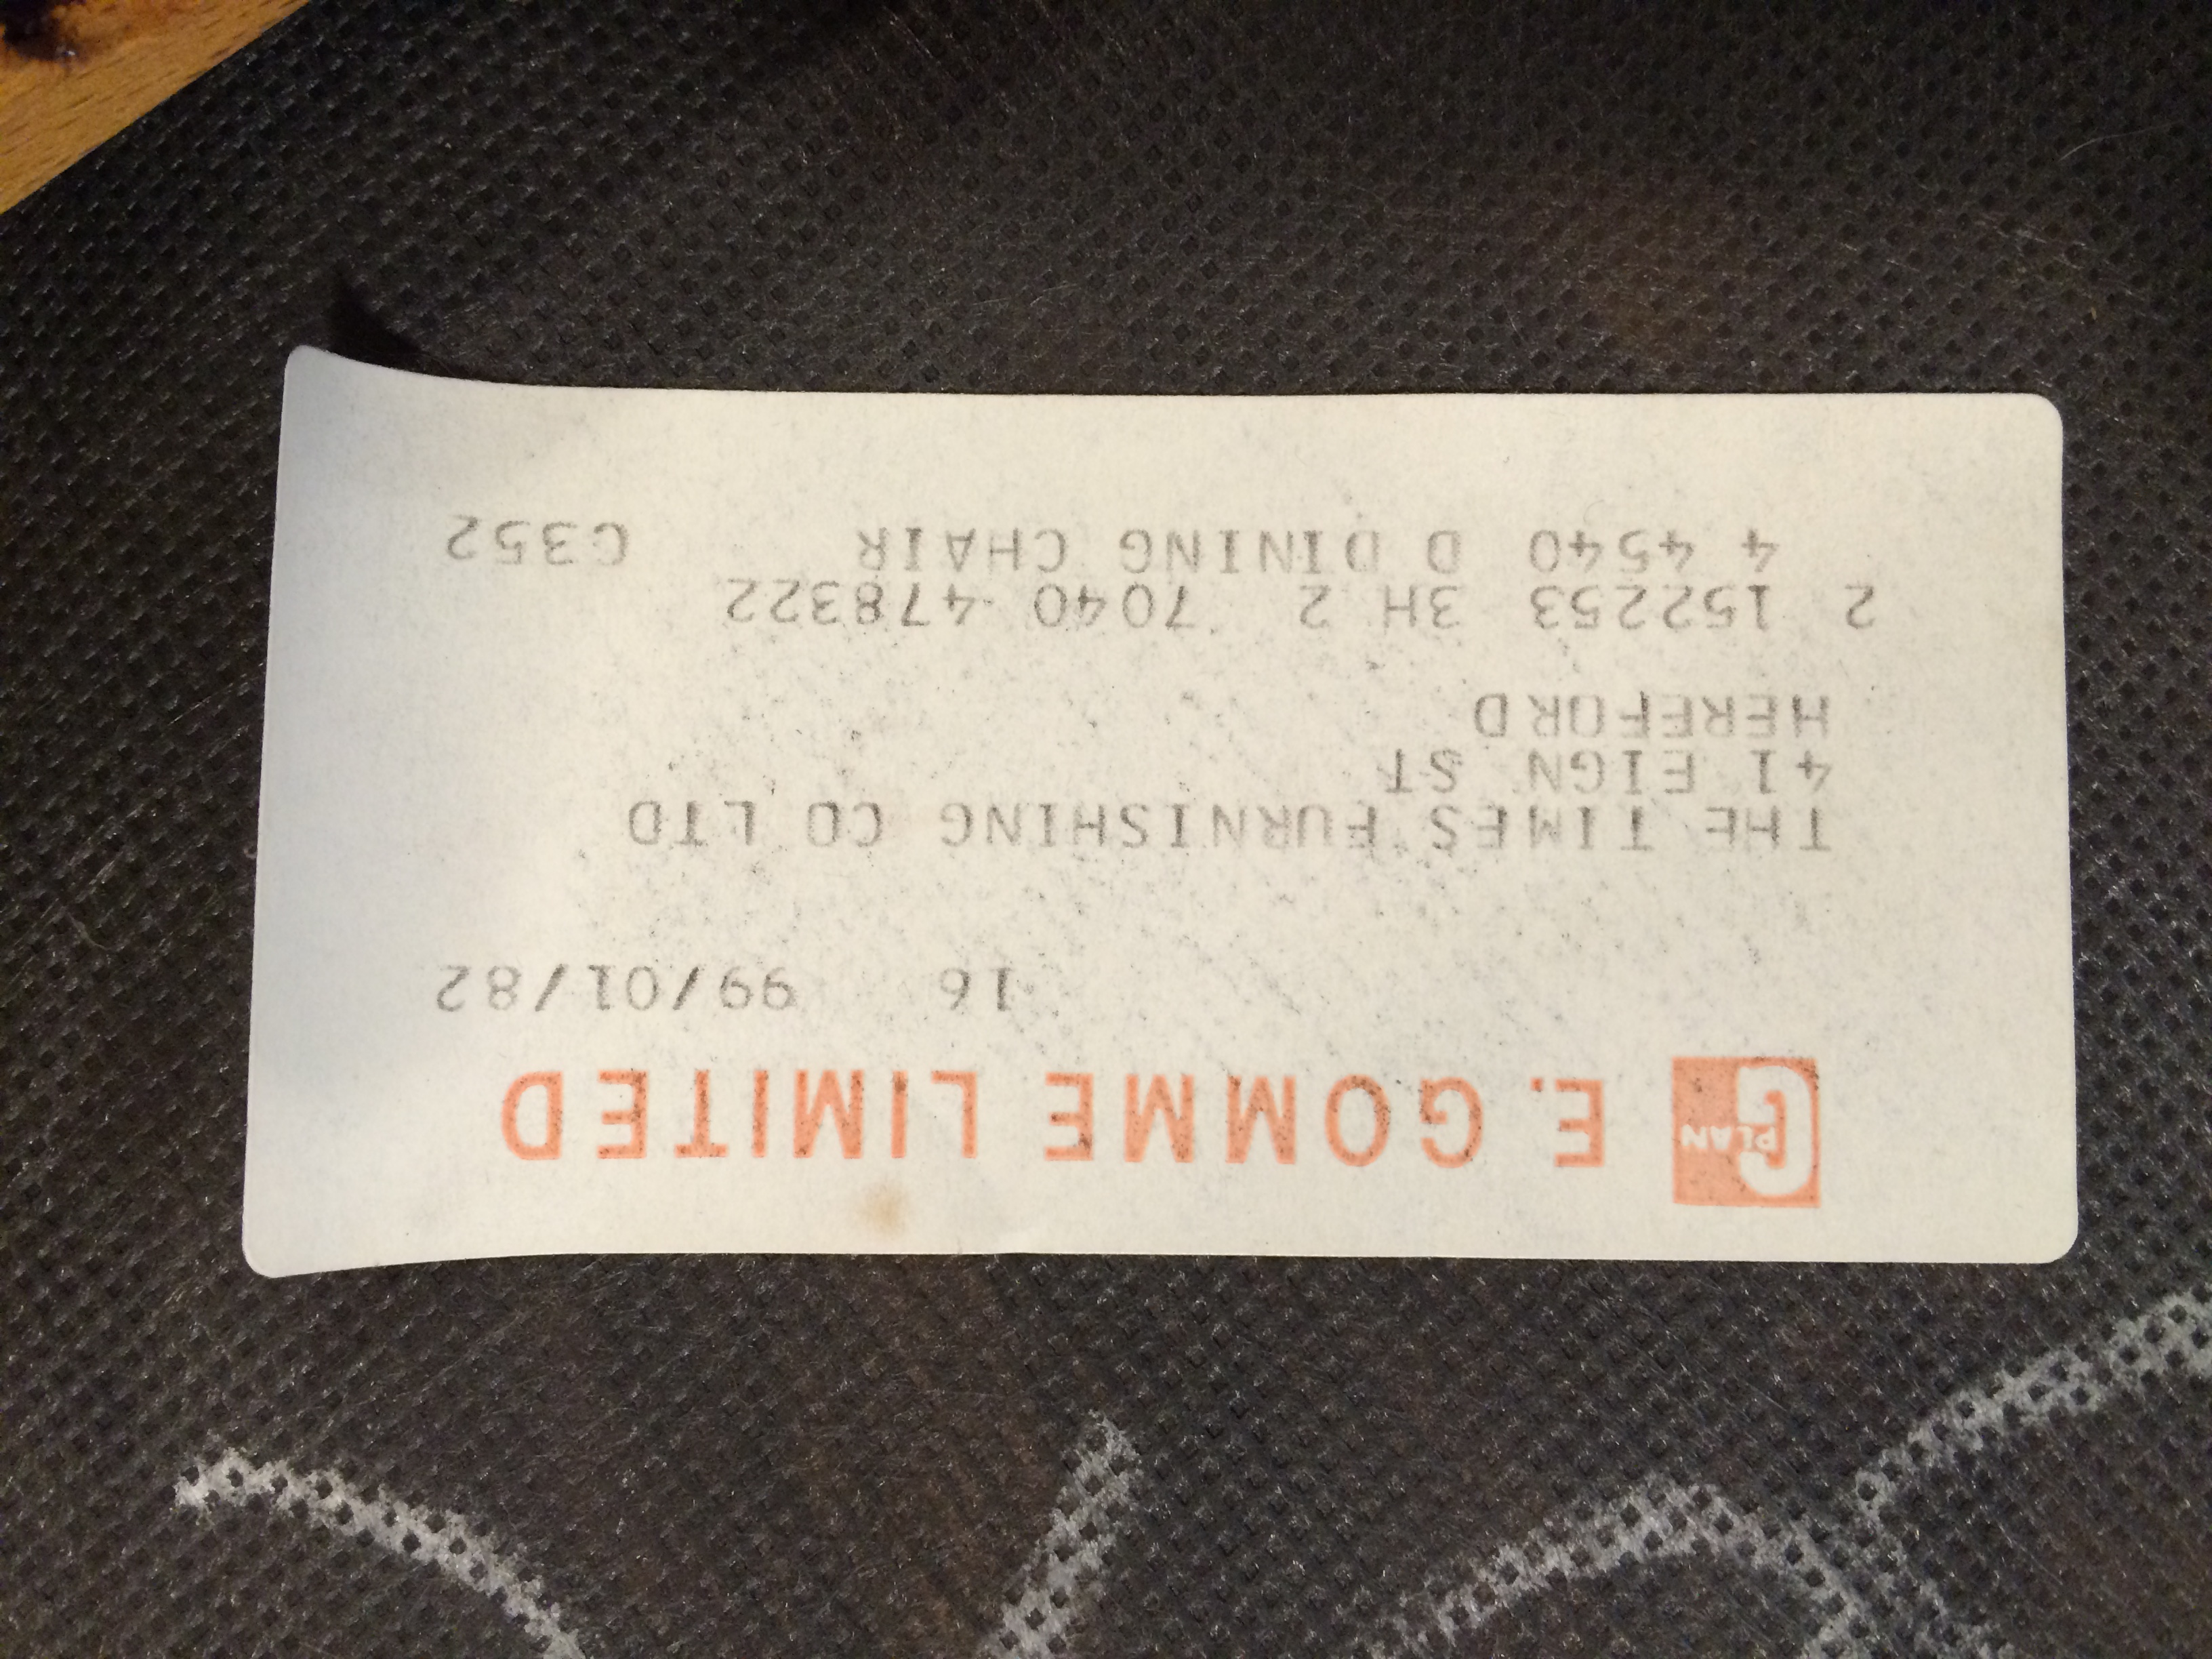 G PLAN E. GOMME LIMITED
16 99/01/82
THE TIMES FURNISHING CO LTD
41 EIGN ST
HEREFORD
2 152253 3H 2 7040 478322
4 4540 D DINING CHAIR C352